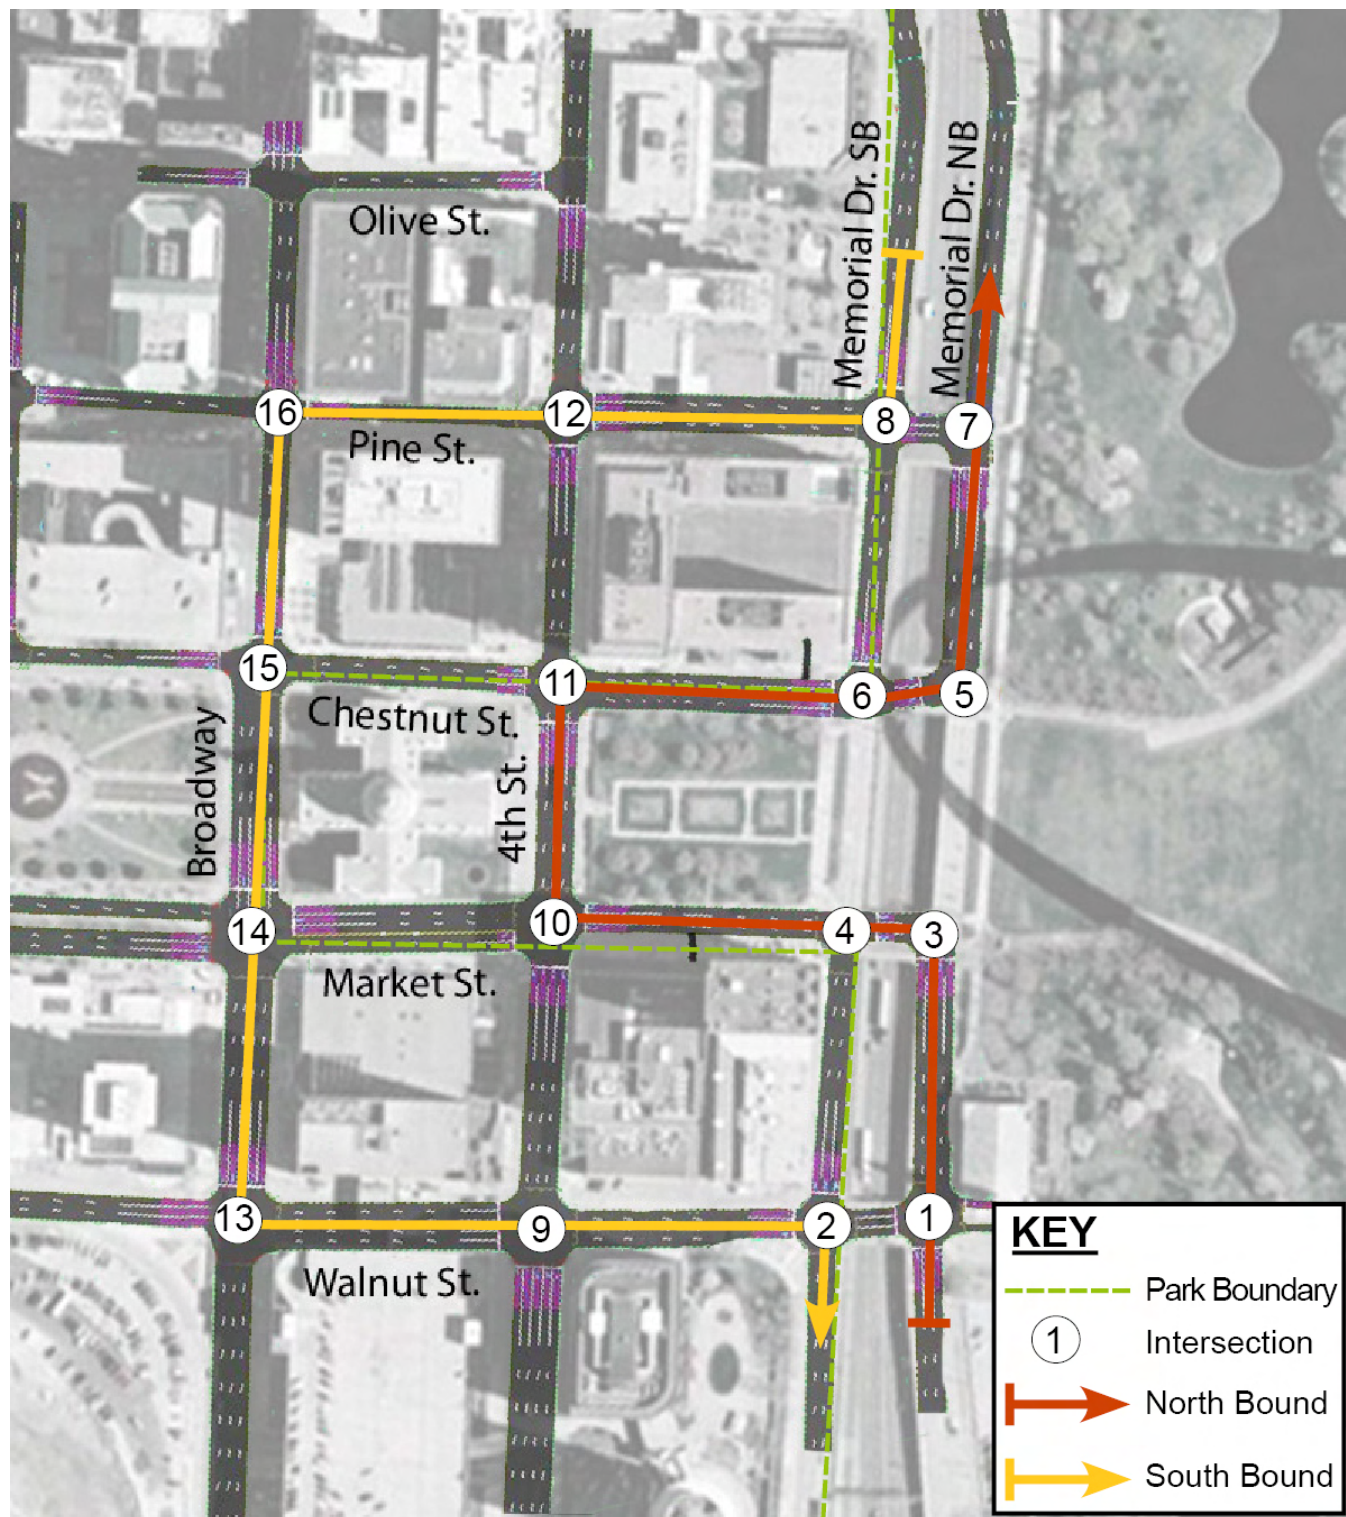 Memorial Dr. SB
Memorial Dr. NB
Olive St.
16
12
8
7
Pine St.
15
11
6
5
Chestnut St.
Broadway
4th St.
14
10
4
3
Market St.
13
9
2
1
Walnut St.
KEY
Park Boundary
1 Intersection
North Bound
South Bound